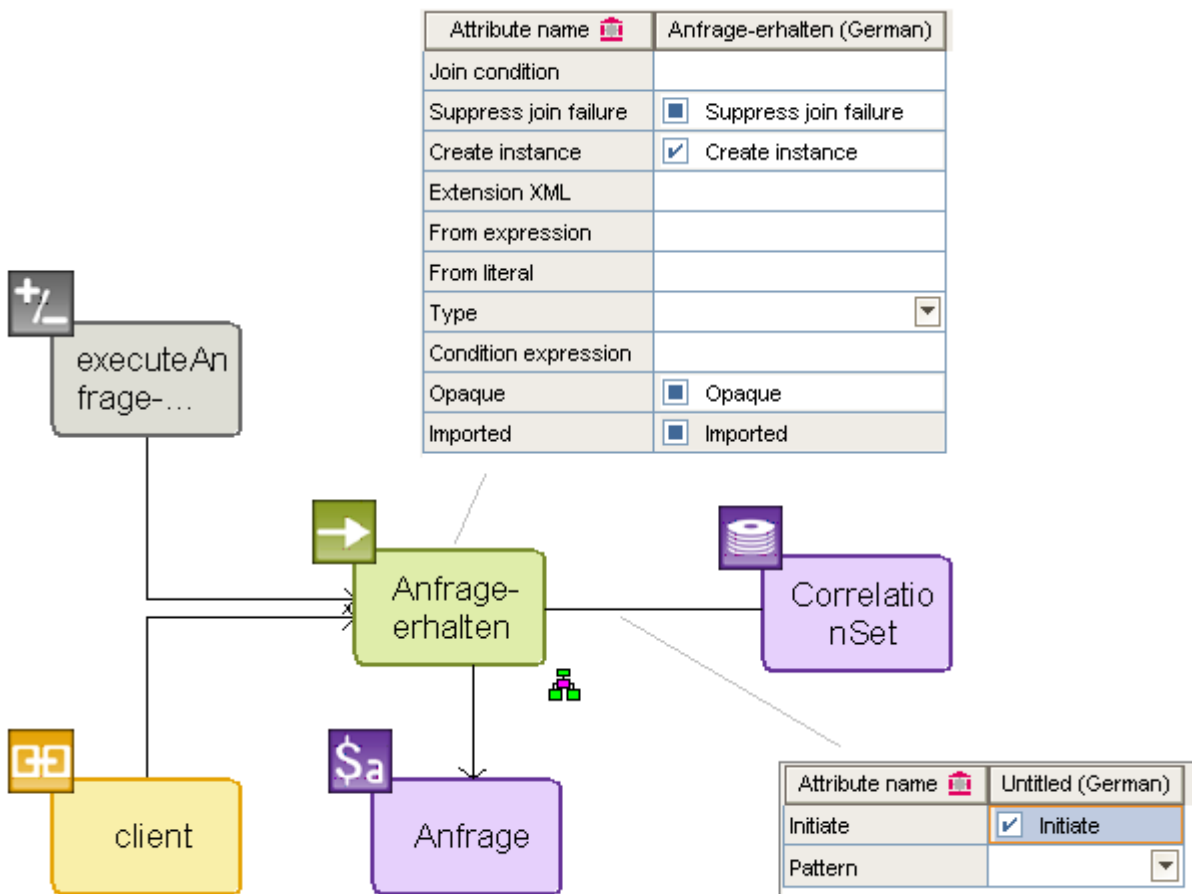 Attribute name Anfrage-erhalten (German)
Join condition
Suppress join failure Suppress join failure
Create instance Create instance
Extension XML
From expression
From literal
Type
Condition expression
Opaque Opaque
Imported Imported
+/_
executeAn
frage-...
Anfrage-
erhalten
Correlatio
nSet
client
$a
Anfrage
Attribute name Untitled (German)
Initiate Initiate
Pattern